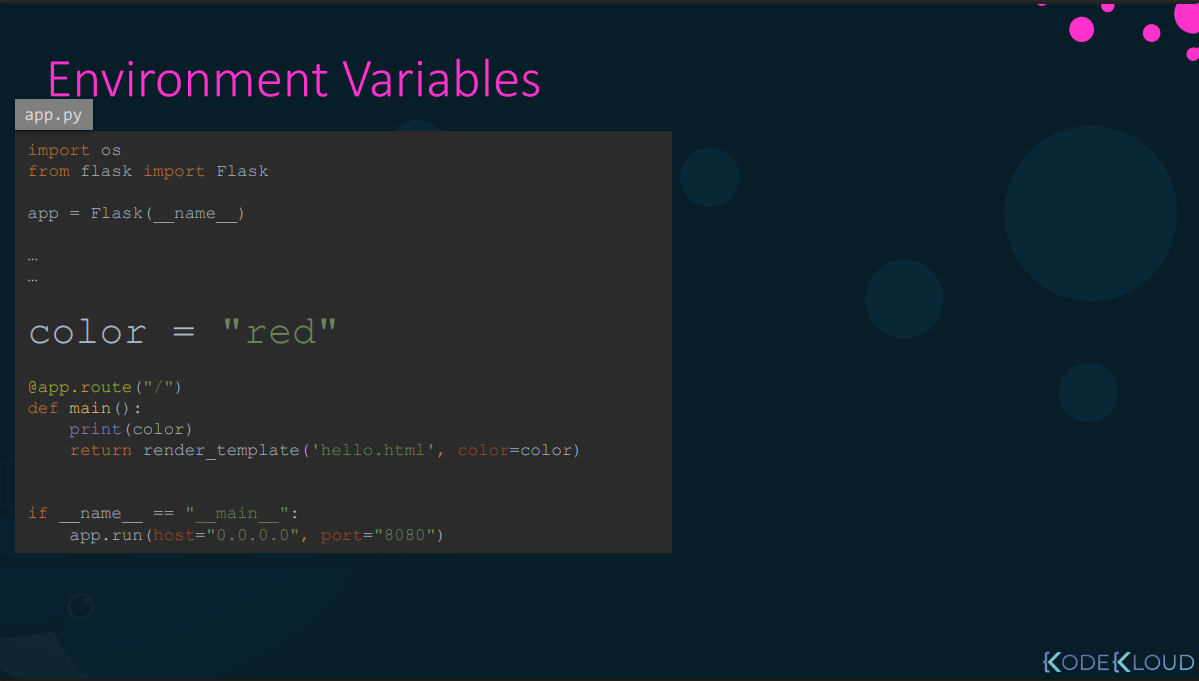 Environment Variables
app.py
import os
from flask import Flask
app = Flask(__name__)
…
…
color = "red"
@app.route("/")
def main():
    print(color)
    return render_template('hello.html', color=color)
if __name__ == "__main__":
    app.run(host="0.0.0.0", port="8080")
KODEKLOUD